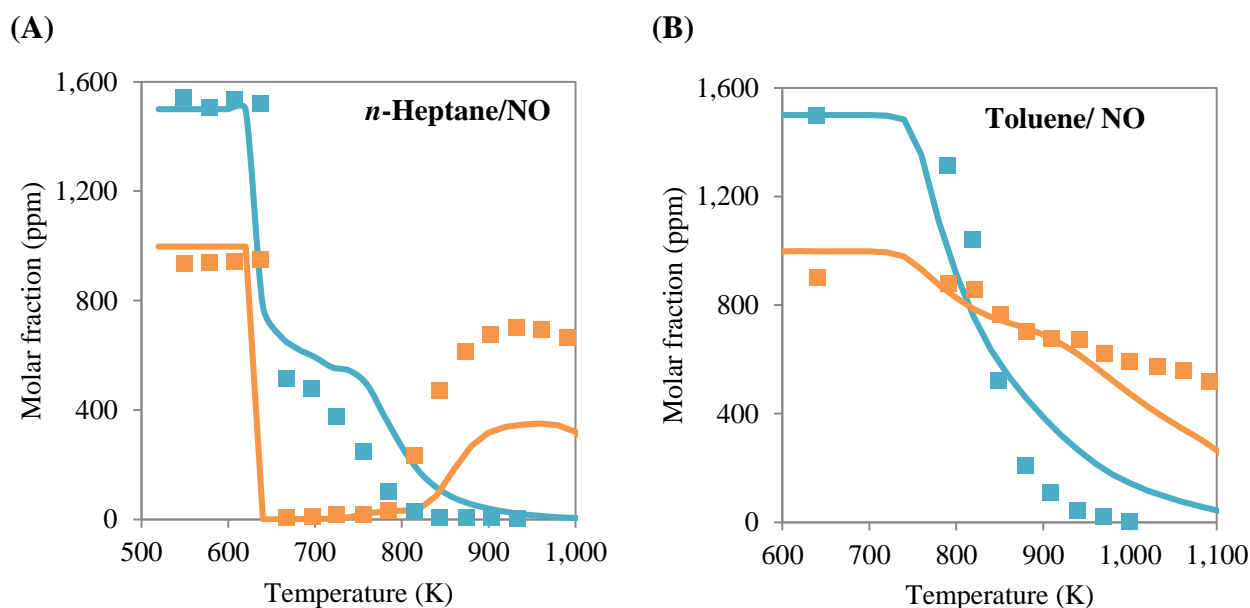 (A)
1,600
1,200
800
400
0
500
600
700
800
900
1,000
n-Heptane/NO
Molar fraction (ppm)
Temperature (K)
(B)
1,600
1,200
800
400
0
600
700
800
900
1,000
1,100
Toluene/ NO
Molar fraction (ppm)
Temperature (K)